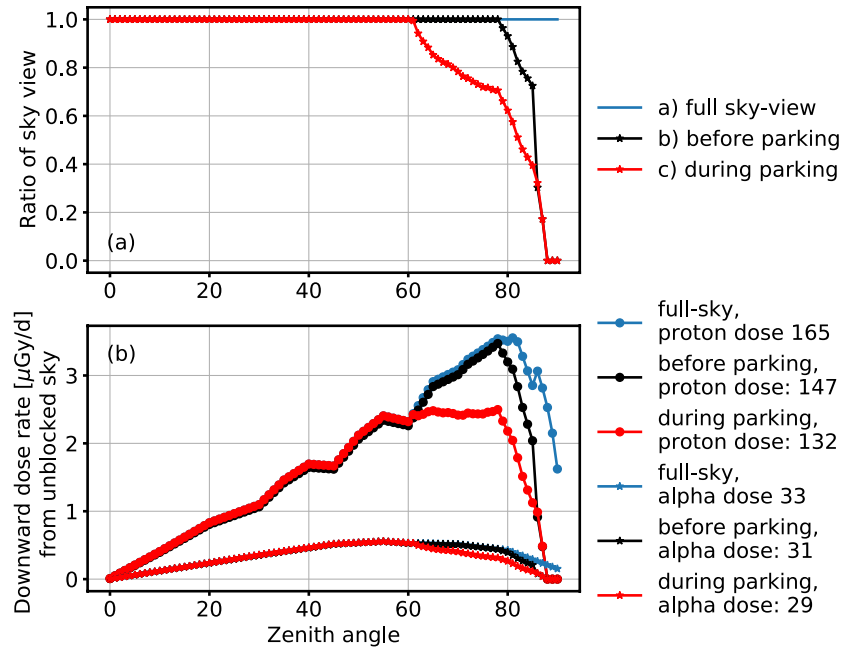 1.0
0.8
0.6
0.4
0.2
0.0
Ratio of sky view
(a)
0 20 40 60 80
a) full sky-view
b) before parking
c) during parking
3
2
1
0
Downward dose rate [μGy/d]
from unblocked sky
(b)
0 20 40 60 80
Zenith angle
full-sky,
proton dose 165
before parking,
proton dose: 147
during parking,
proton dose: 132
full-sky,
alpha dose 33
before parking,
alpha dose: 31
during parking,
alpha dose: 29